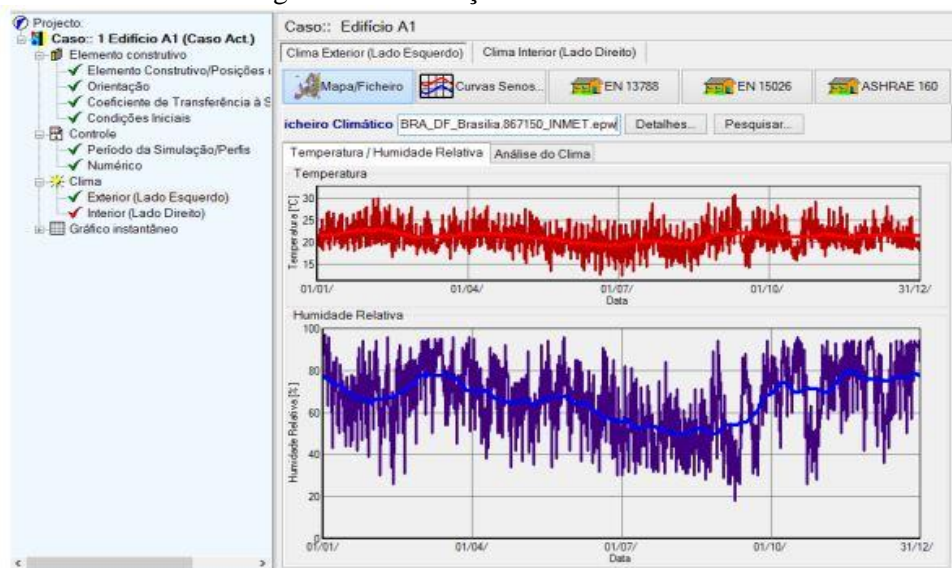 Projecto:
Caso:: 1 Edifício A1 (Caso Act.)
Elemento construtivo
Elemento Construtivo/Posições
Orientação
Coeficiente de Transferência à S
Condições Iniciais
Controle
Período da Simulação/Perfis
Numérico
Clima
Exterior (Lado Esquerdo)
Interior (Lado Direito)
Gráfico instantâneo
Caso:: Edifício A1
Clima Exterior (Lado Esquerdo) Clima Interior (Lado Direito)
Mapa/Ficheiro Curvas Senos... EN 13788 EN 15026 ASHRAE 160
icheiro Climático BRA_DF_Brasilia.867150_INMET.epw Detalhes... Pesquisar...
Temperatura / Humidade Relativa Análise do Clima
Temperatura
Temperatura [°C]
30
25
20
15
01/01/ 01/04/ 01/07/ 01/10/ 31/12/
Data
Humidade Relativa
Humidade Relativa [%]
100
80
60
40
20
0
01/01/ 01/04/ 01/07/ 01/10/ 31/12/
Data